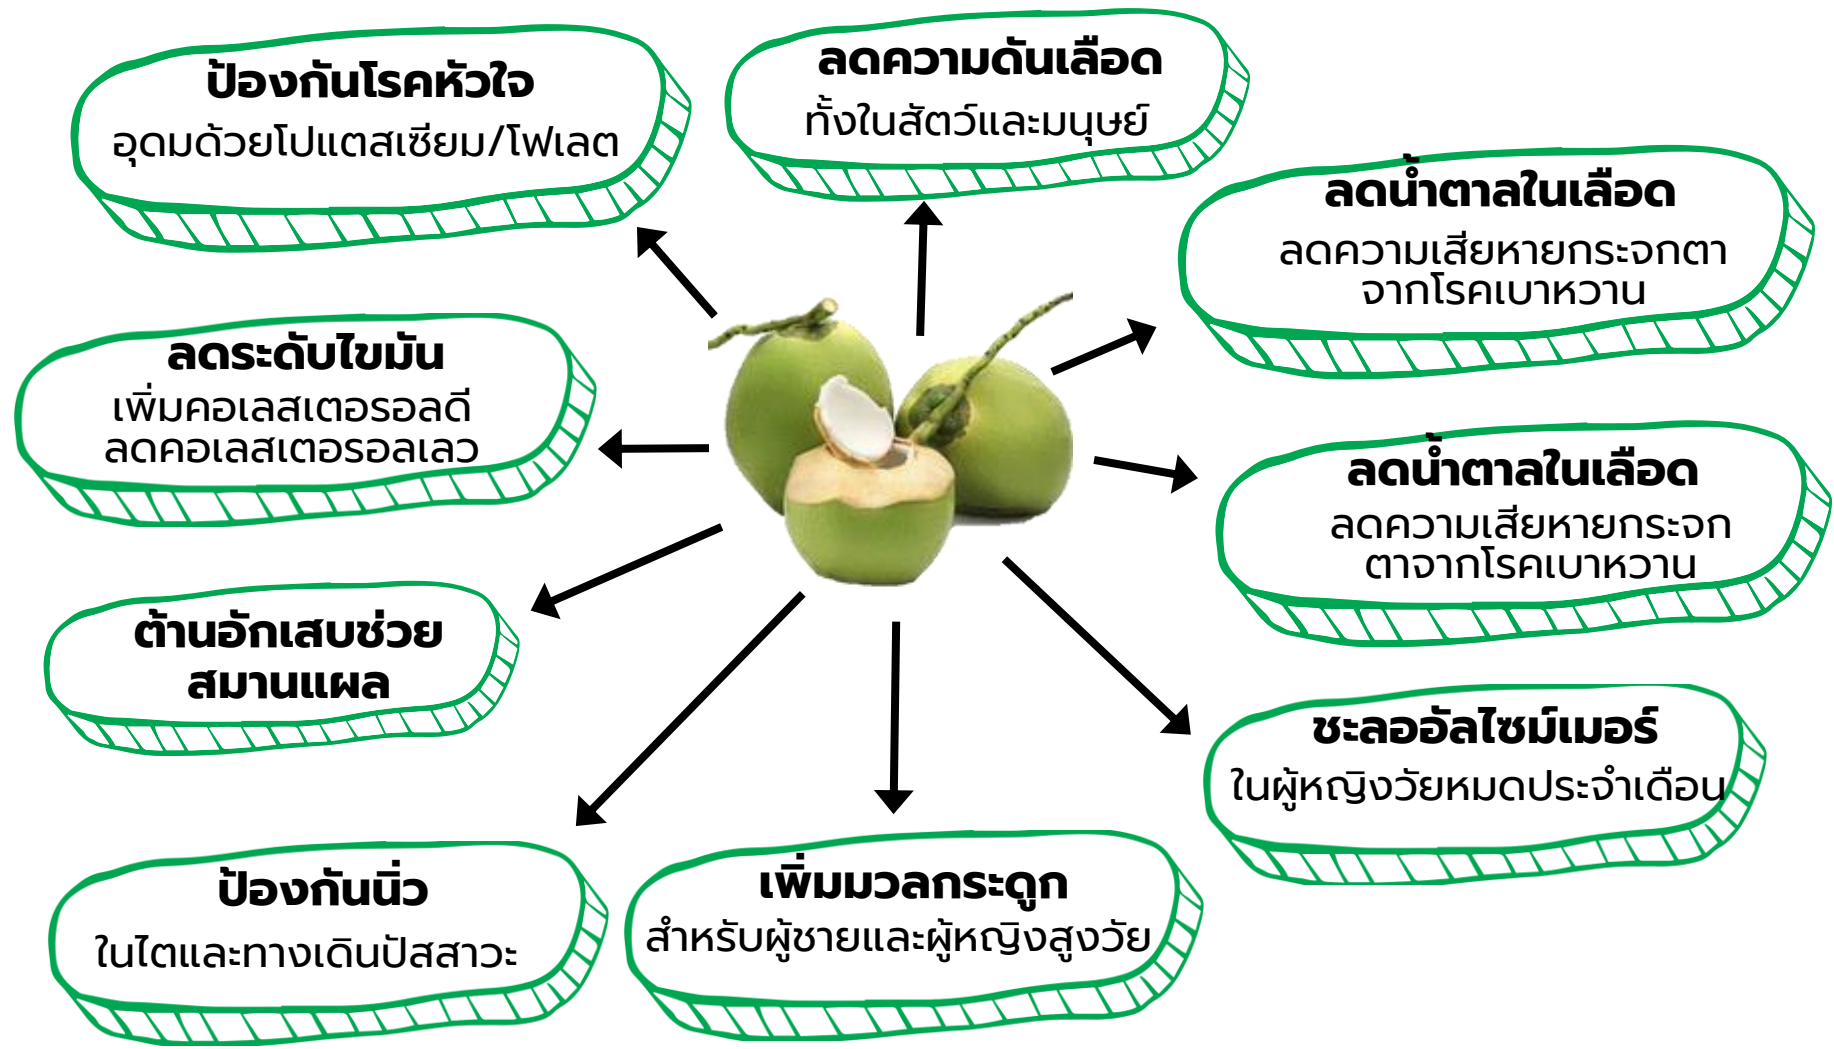 ป้องกันโรคหัวใจ
อุดมด้วยโปแตสเซียม/โฟเลต
ลดความดันเลือด
ทั้งในสัตว์และมนุษย์
ลดน้ำตาลในเลือด
ลดความเสียหายกระจกตา
จากโรคเบาหวาน
ลดระดับไขมัน
เพิ่มคอเลสเตอรอลดี
ลดคอเลสเตอรอลเลว
ลดน้ำตาลในเลือด
ลดความเสียหายกระจก
ตาจากโรคเบาหวาน
ต้านอักเสบช่วย
สมานแผล
ชะลออัลไซม์เมอร์
ในผู้หญิงวัยหมดประจำเดือน
ป้องกันนิ่ว
ในไตและทางเดินปัสสาวะ
เพิ่มมวลกระดูก
สำหรับผู้ชายและผู้หญิงสูงวัย